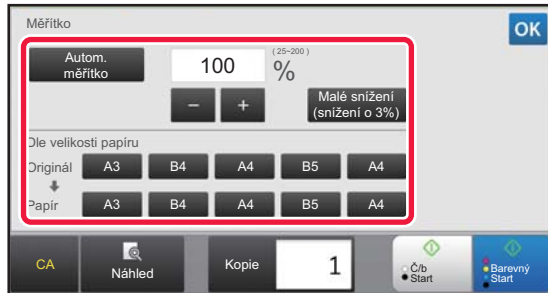 Měřítko
OK
Autom.
měřítko
100
(25~200)
%
−
+
Malé snížení
(snížení o 3%)
Dle velikosti papíru
Originál A3 B4 A4 B5 A4
Papír A3 B4 A4 B5 A4
CA
Náhled
Kopie
1
Č/b
Start
Barevný
Start